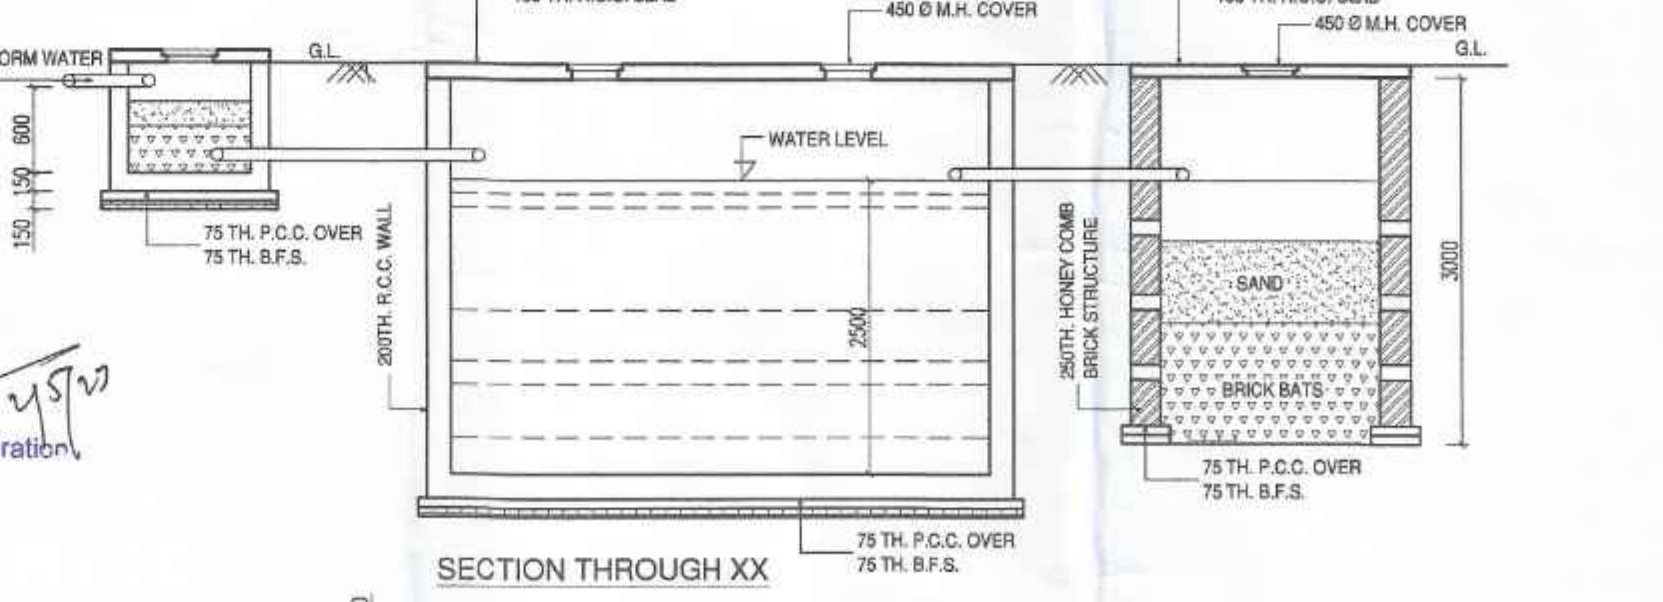 450 Ø M.H. COVER
450 Ø M.H. COVER
ORM WATER
G.L.
G.L.
600
150
150
WATER LEVEL
75 TH. P.C.C. OVER
75 TH. B.F.S.
200TH. R.C.C. WALL
2500
250TH. HONEY COMB
BRICK STRUCTURE
SAND
BRICK BATS
3000
ration
75 TH. P.C.C. OVER
75 TH. B.F.S.
75 TH. P.C.C. OVER
75 TH. B.F.S.
SECTION THROUGH XX